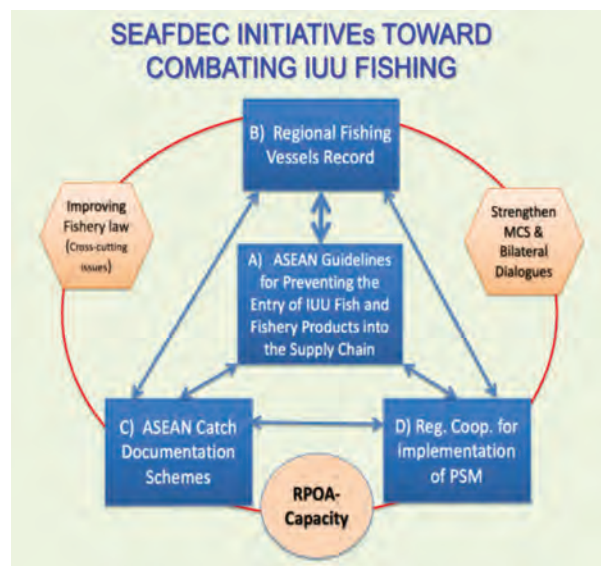 SEAFDEC INITIATIVEs TOWARD
COMBATING IUU FISHING
B) Regional Fishing
Vessels Record
Improving
Fishery law
(Cross-cutting
issues)
Strengthen
MCS &
Bilateral
Dialogues
A) ASEAN Guidelines
for Preventing the
Entry of IUU Fish and
Fishery Products into
the Supply Chain
C) ASEAN Catch
Documentation
Schemes
D) Reg. Coop. for
Implementation
of PSM
RPOA-
Capacity